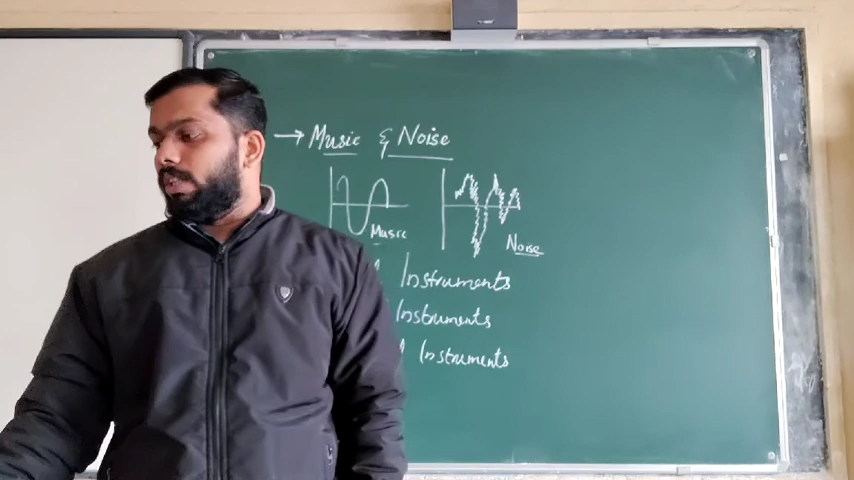 → Music & Noise
Music
Noise
Instruments
Instruments
Instruments